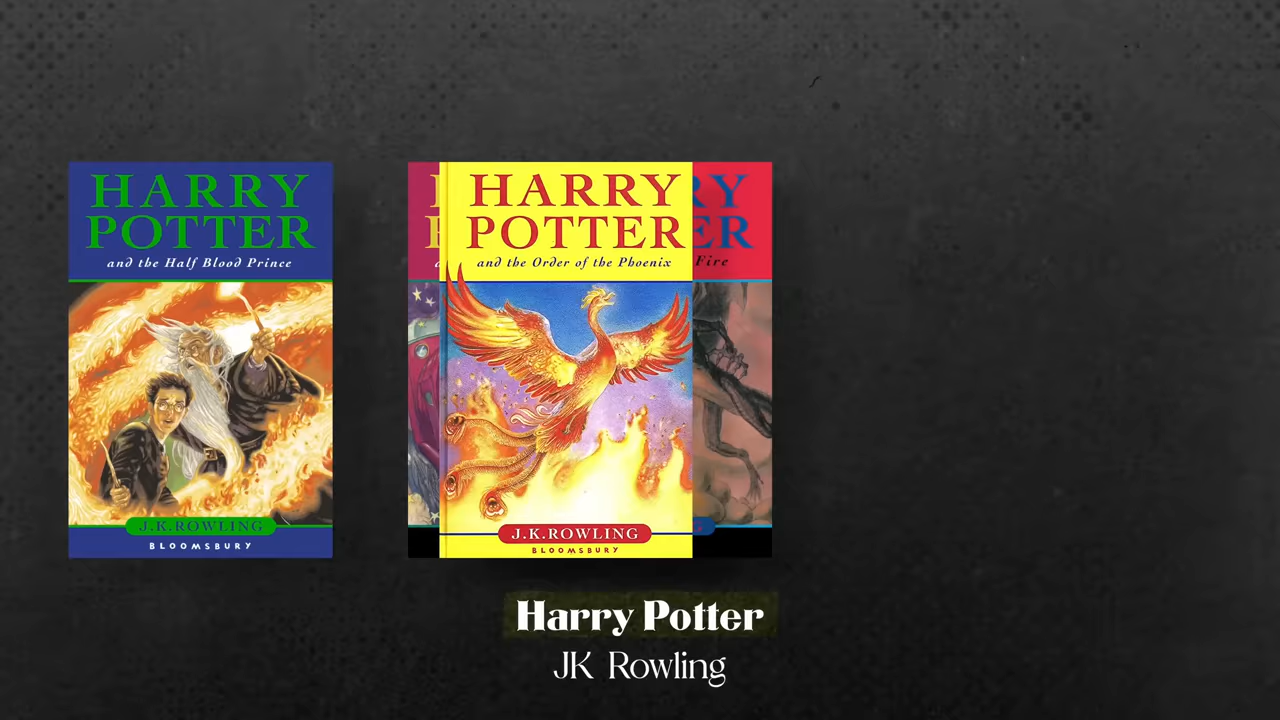 HARRY
POTTER
and the Half Blood Prince
J.K.ROWLING
BLOOMSBURY
HARRY
POTTER
and the Order of the Phoenix
J.K.ROWLING
BLOOMSBURY
RY
ER
Fire
Harry Potter
JK Rowling